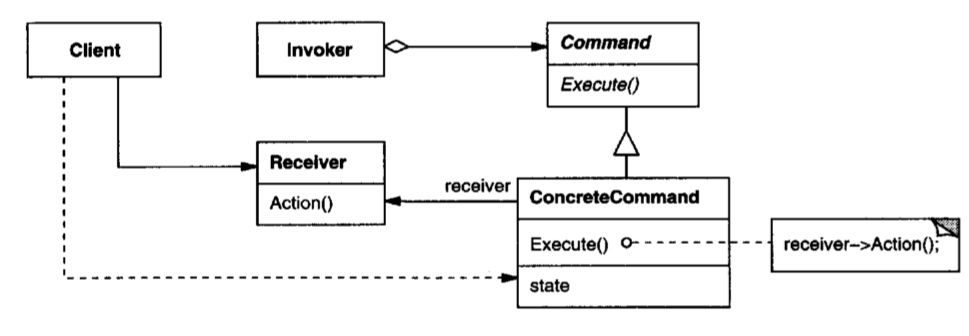 Client
Invoker
Command
Execute()
Receiver
Action()
receiver
ConcreteCommand
Execute()
state
receiver–>Action();